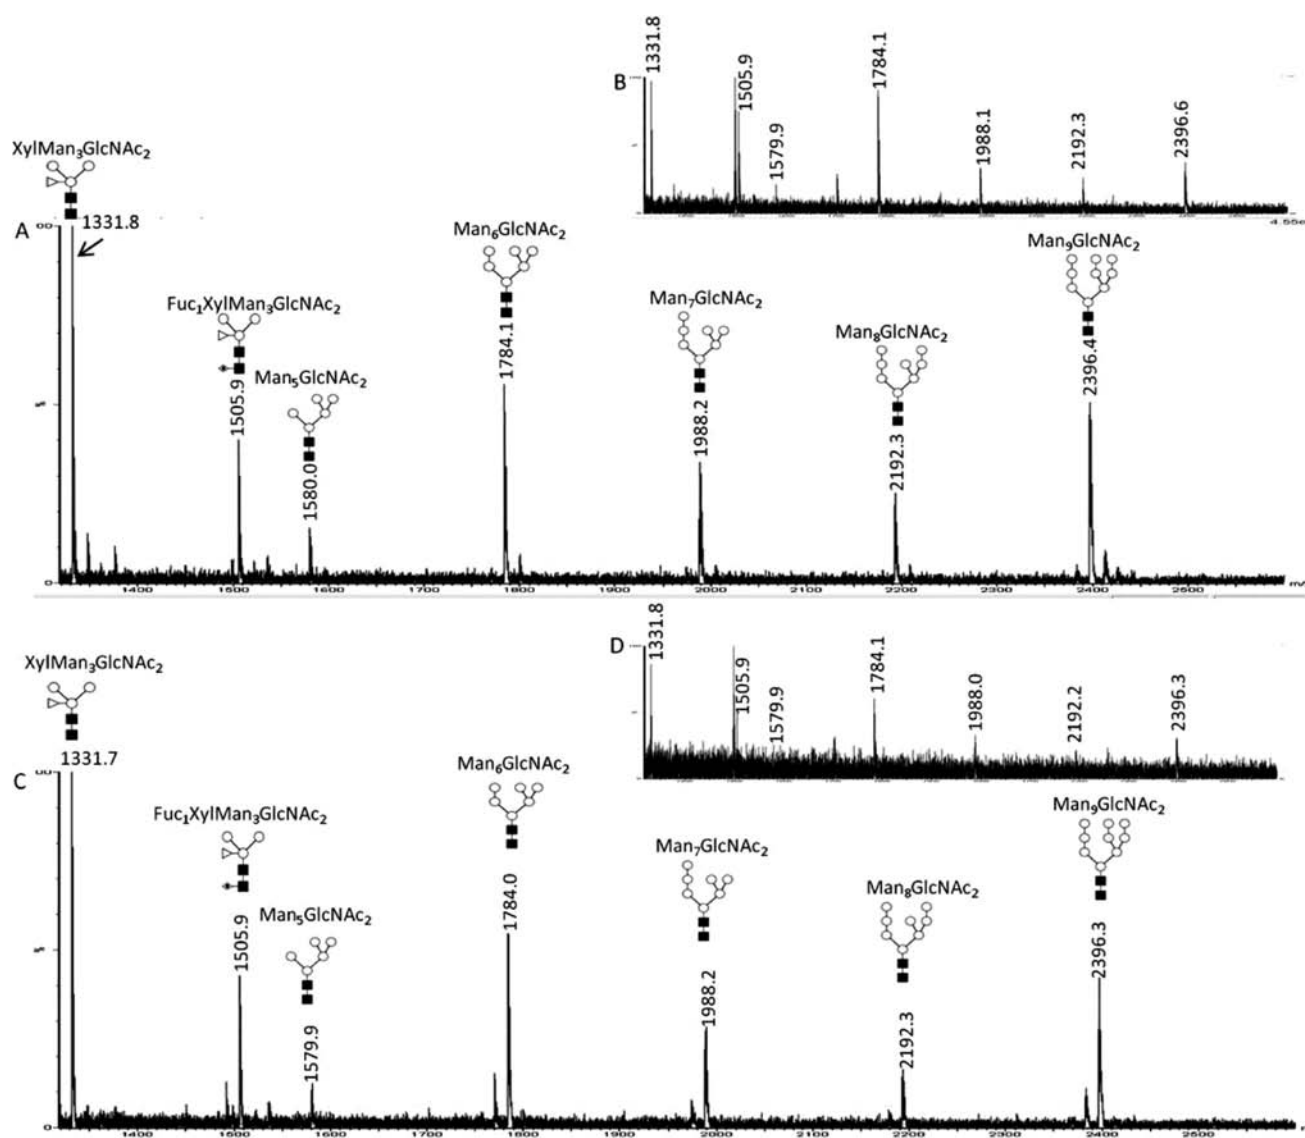 B
1331.8
1505.9
1579.9
1784.1
1988.1
2192.3
2396.6
XylMan₃GlcNAc₂
1331.8
A
Fuc₁XylMan₃GlcNAc₂
1505.9
Man₅GlcNAc₂
1580.0
Man₆GlcNAc₂
1784.1
Man₇GlcNAc₂
1988.2
Man₈GlcNAc₂
2192.3
Man₉GlcNAc₂
2396.4
1400 1500 1600 1700 1800 1900 2000 2100 2200 2300 2400 2500
D
1331.8
1505.9
1579.9
1784.1
1988.0
2192.2
2396.3
XylMan₃GlcNAc₂
1331.7
C
Fuc₁XylMan₃GlcNAc₂
1505.9
Man₅GlcNAc₂
1579.9
Man₆GlcNAc₂
1784.0
Man₇GlcNAc₂
1988.2
Man₈GlcNAc₂
2192.3
Man₉GlcNAc₂
2396.3
1400 1500 1600 1700 1800 1900 2000 2100 2200 2300 2400 2500